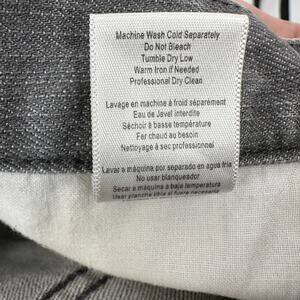 Machine Wash Cold Separately
Do Not Bleach
Tumble Dry Low
Warm Iron if Needed
Professional Dry Clean
Lavage en machine à froid séparément
Eau de Javel interdite
Séchoir à basse température
Fer chaud au besoin
Nettoyage à sec professionnel
Lavar a máquina por separado en agua fria
No usar blanqueador
Secar a máquina a baja temperatura
Usar plancha tibia si fuera necesario